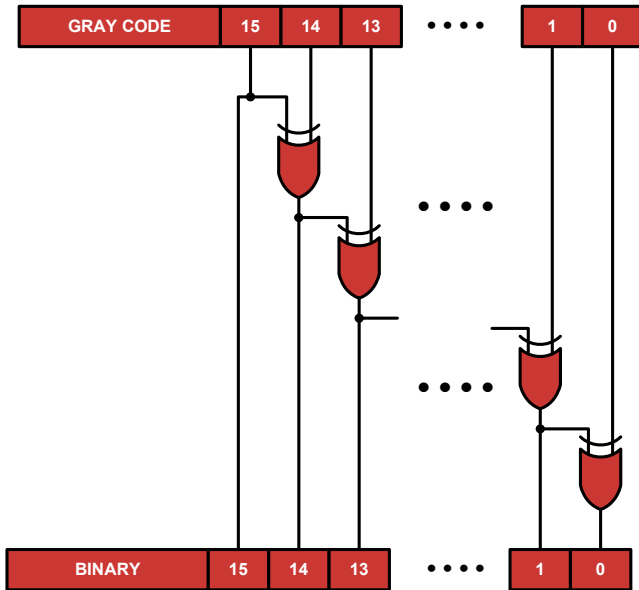 GRAY CODE 15 14 13 •••• 1 0
BINARY 15 14 13 •••• 1 0